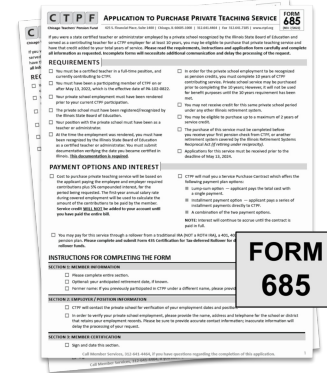 CTPF
Chicago Teachers' Pension Fund
APPLICATION TO PURCHASE PRIVATE TEACHING SERVICE
FORM
685
If you were a state certified teacher or administrator employed by a private school recognized by the Illinois State Board of Education and
served as a contributing member for a CTPF employer for at least 10 years, you may be eligible to purchase that private teaching service and
have that credit added to your total years of service. Please read the requirements, instructions and application form carefully and complete
all information as requested. Incomplete forms will necessitate additional communication and delay the processing of the request.
REQUIREMENTS
You must be a certified teacher in a full-time position, and
currently contributing to CTPF.
You must have been a participating member of CTPF on or
after May 13, 2022, which is the effective date of PA 102-0822.
Your private school employment must have been rendered
prior to your current CTPF participation.
The private school must have been registered/recognized by
the Illinois State Board of Education.
Your position with the private school must have been as a
teacher or administrator.
At the time the employment was rendered, you must have
been recognized by the Illinois State Board of Education
as a certified teacher or administrator. You must submit
documentation verifying the date you became certified in
Illinois. This documentation is required.
In order for the private school employment to be recognized
as pension credit, you must complete 10 years of CTPF
contributing service. Private school service may be purchased
prior to completing the 10 years; However, it will not be used
for benefit purposes until the 10 years requirement has been
met.
You may not receive credit for this same private school period
under any other Illinois retirement system.
You may be eligible to purchase up to a maximum of 2 years of
service credit.
The purchase of this service must be completed before
you receive your first pension check from CTPF, or another
retirement system covered by the Illinois Retirement Systems
Reciprocal Act (if retiring under reciprocity).
Applications for this service must be received prior to the
deadline of May 15, 2024.
PAYMENT OPTIONS AND INTEREST
Cost to purchase private teaching service will be based on
the applicant paying the employee and employer required
contributions plus 5% compounded interest, for the
period being requested. The first-year annual salary rate
during covered employment will be used to calculate the
amount of the contributions to be paid by the member.
Service credit WILL NOT be added to your account until
you have paid the entire bill.
CTPF will mail you a Service Purchase Contract which offers the
following payment plan options:
Lump-sum option — applicant pays the total cost with
a single payment.
Installment payment option — applicant pays a series of
installment payments directly to CTPF.
A combination of the two payment options.
NOTE: Interest will continue to accrue until the contract is
paid in full.
You may pay for this service through a rollover from a traditional IRA (NOT a ROTH IRA), a 401, 40
pension plan. Please complete and submit Form 455 Certification for Tax-deferred Rollover for
rollover funds.
INSTRUCTIONS FOR COMPLETING THE FORM
SECTION 1: MEMBER INFORMATION
Please complete entire section.
Optional: your anticipated retirement date, if known.
Former name: If you previously participated in CTPF under a different name, please
SECTION 2: EMPLOYER / POSITION INFORMATION
CTPF will contact the private school for verification of your employment dates and position
In order to verify your private school employment, please provide the name, address and telephone for the school or district
that retains your employment records. Please be sure to provide accurate contact information; inaccurate information will
delay the processing of your request.
SECTION 3: MEMBER CERTIFICATION
Sign and date this section.
Call Member Services, 312-641-4464, if you have questions regarding the completion of this application.
FORM
685